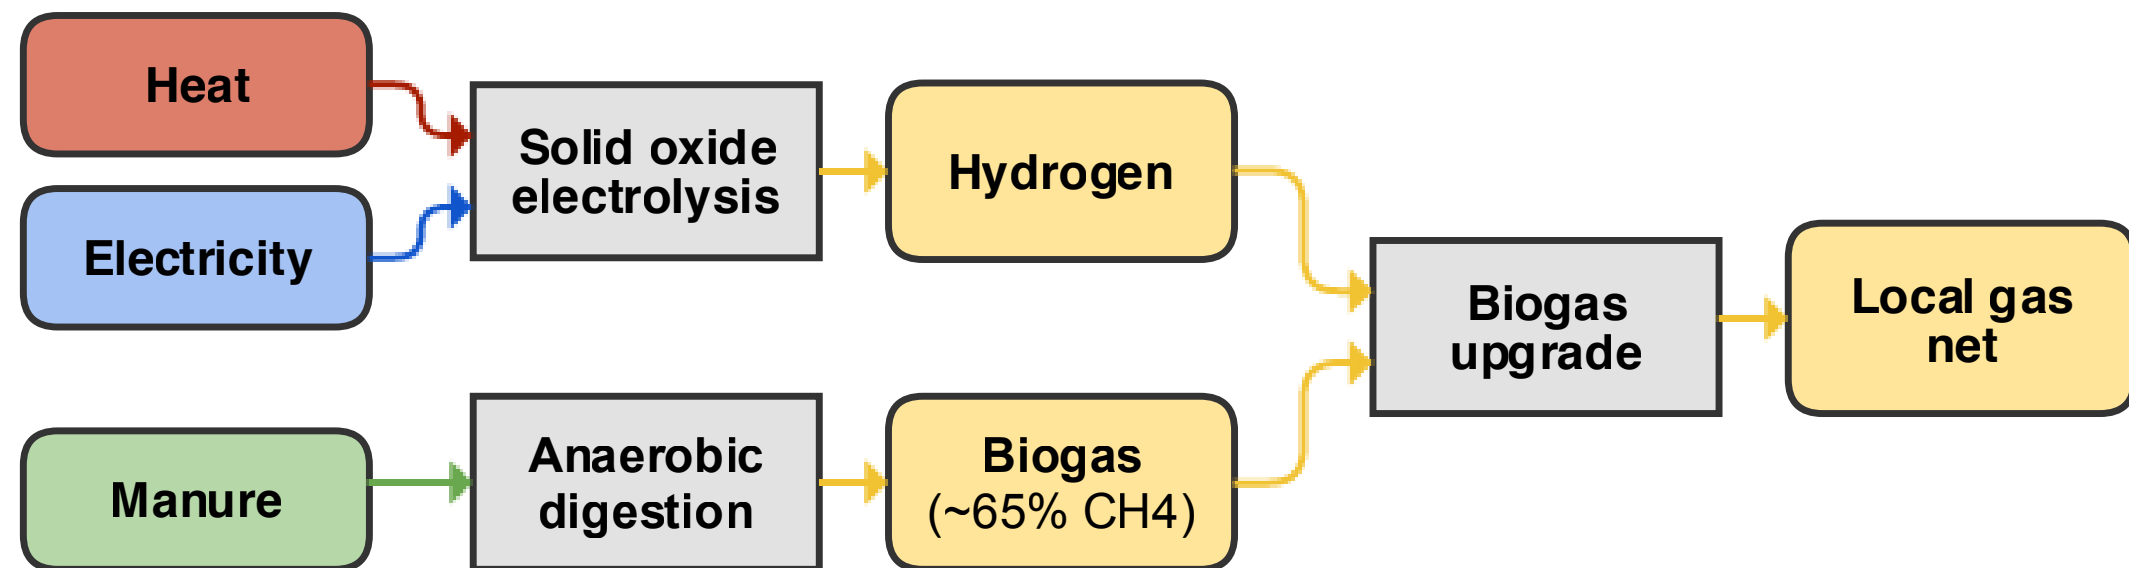 Heat
Electricity
Solid oxide
electrolysis
Hydrogen
Manure
Anaerobic
digestion
Biogas
(~65% CH4)
Biogas
upgrade
Local gas
net